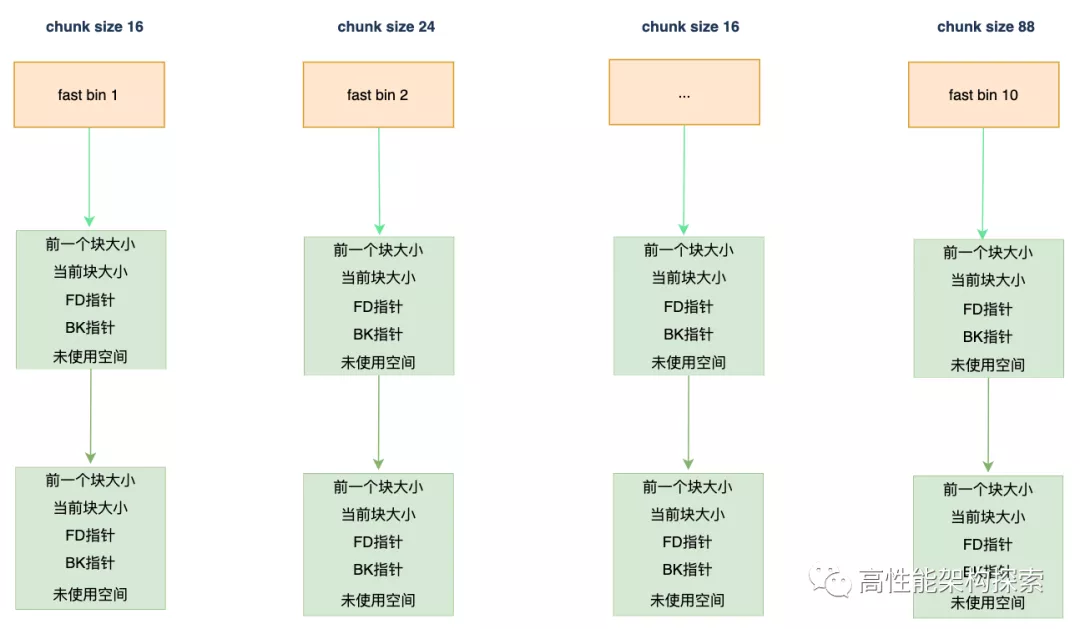 chunk size 16
chunk size 24
chunk size 16
chunk size 88
fast bin 1
fast bin 2
...
fast bin 10
前一个块大小
当前块大小
FD指针
BK指针
未使用空间
前一个块大小
当前块大小
FD指针
BK指针
未使用空间
前一个块大小
当前块大小
FD指针
BK指针
未使用空间
前一个块大小
当前块大小
FD指针
BK指针
未使用空间
前一个块大小
当前块大小
FD指针
BK指针
未使用空间
前一个块大小
当前块大小
FD指针
BK指针
未使用空间
前一个块大小
当前块大小
FD指针
BK指针
未使用空间
前一个块大小
当前块大小
FD指针
BK指针
未使用空间
高性能架构探索